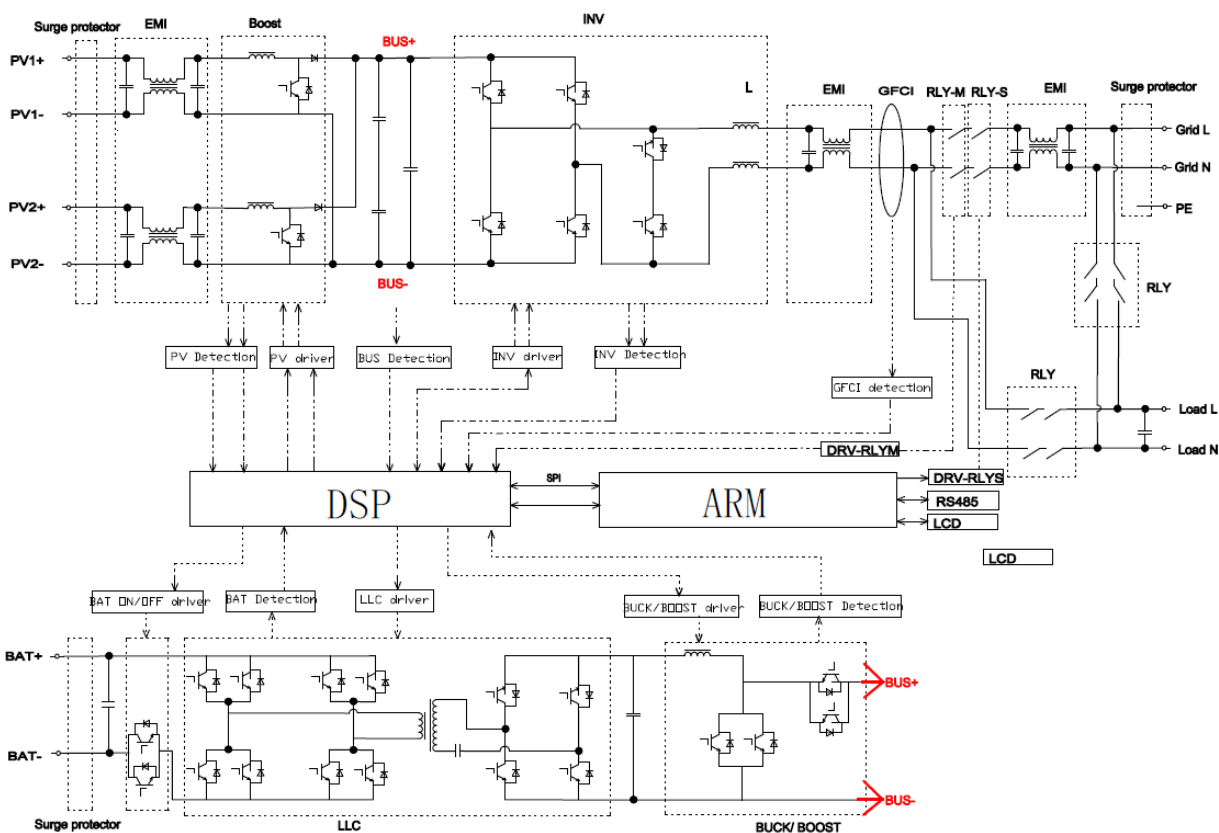 Surge protector
EMI
Boost
INV
PV1+
PV1-
PV2+
PV2-
BUS+
BUS-
L
EMI
GFCI
RLY-M
RLY-S
EMI
Surge protector
Grid L
Grid N
PE
RLY
RLY
Load L
Load N
PV Detection
PV driver
BUS Detection
INV driver
INV Detection
GFCI detection
DRV-RLYM
DSP
SPI
ARM
DRV-RLYS
RS485
LCD
LCD
BAT ON/OFF driver
BAT Detection
LLC driver
BUCK/BOOST driver
BUCK/BOOST Detection
BAT+
BAT-
BUS+
BUS-
Surge protector
LLC
BUCK/ BOOST